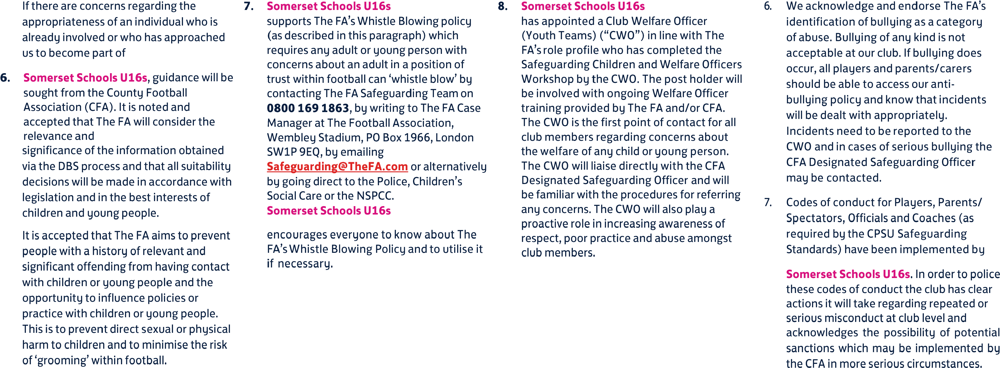 If there are concerns regarding the
appropriateness of an individual who is
already involved or who has approached
us to become part of
6. Somerset Schools U16s, guidance will be
sought from the County Football
Association (CFA). It is noted and
accepted that The FA will consider the
relevance and
significance of the information obtained
via the DBS process and that all suitability
decisions will be made in accordance with
legislation and in the best interests of
children and young people.
It is accepted that The FA aims to prevent
people with a history of relevant and
significant offending from having contact
with children or young people and the
opportunity to influence policies or
practice with children or young people.
This is to prevent direct sexual or physical
harm to children and to minimise the risk
of ‘grooming’ within football.
7. Somerset Schools U16s
supports The FA’s Whistle Blowing policy
(as described in this paragraph) which
requires any adult or young person with
concerns about an adult in a position of
trust within football can ‘whistle blow’ by
contacting The FA Safeguarding Team on
0800 169 1863, by writing to The FA Case
Manager at The Football Association,
Wembley Stadium, PO Box 1966, London
SW1P 9EQ, by emailing
Safeguarding@TheFA.com or alternatively
by going direct to the Police, Children’s
Social Care or the NSPCC.
Somerset Schools U16s
encourages everyone to know about The
FA’s Whistle Blowing Policy and to utilise it
if necessary.
8. Somerset Schools U16s
has appointed a Club Welfare Officer
(Youth Teams) (“CWO”) in line with The
FA’s role profile who has completed the
Safeguarding Children and Welfare Officers
Workshop by the CWO. The post holder will
be involved with ongoing Welfare Officer
training provided by The FA and/or CFA.
The CWO is the first point of contact for all
club members regarding concerns about
the welfare of any child or young person.
The CWO will liaise directly with the CFA
Designated Safeguarding Officer and will
be familiar with the procedures for referring
any concerns. The CWO will also play a
proactive role in increasing awareness of
respect, poor practice and abuse amongst
club members.
6. We acknowledge and endorse The FA’s
identification of bullying as a category
of abuse. Bullying of any kind is not
acceptable at our club. If bullying does
occur, all players and parents/carers
should be able to access our anti-
bullying policy and know that incidents
will be dealt with appropriately.
Incidents need to be reported to the
CWO and in cases of serious bullying the
CFA Designated Safeguarding Officer
may be contacted.
7. Codes of conduct for Players, Parents/
Spectators, Officials and Coaches (as
required by the CPSU Safeguarding
Standards) have been implemented by
Somerset Schools U16s. In order to police
these codes of conduct the club has clear
actions it will take regarding repeated or
serious misconduct at club level and
acknowledges the possibility of potential
sanctions which may be implemented by
the CFA in more serious circumstances.